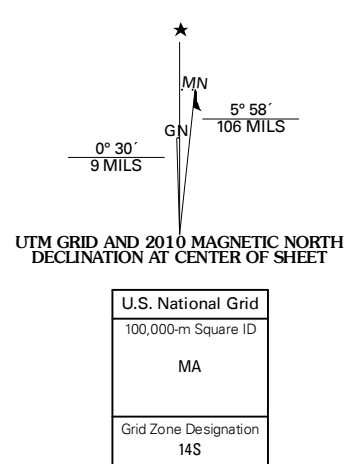 MN
GN
5° 58´
106 MILS
0° 30´
9 MILS
UTM GRID AND 2010 MAGNETIC NORTH
DECLINATION AT CENTER OF SHEET
U.S. National Grid
100,000-m Square ID
MA
Grid Zone Designation
14S